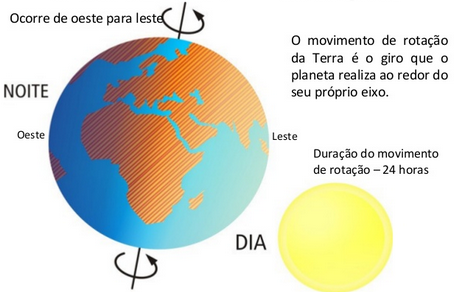 Ocorre de oeste para leste
O movimento de rotação
da Terra é o giro que o
planeta realiza ao redor do
seu próprio eixo.
NOITE
Oeste
Leste
Duração do movimento
de rotação – 24 horas
DIA